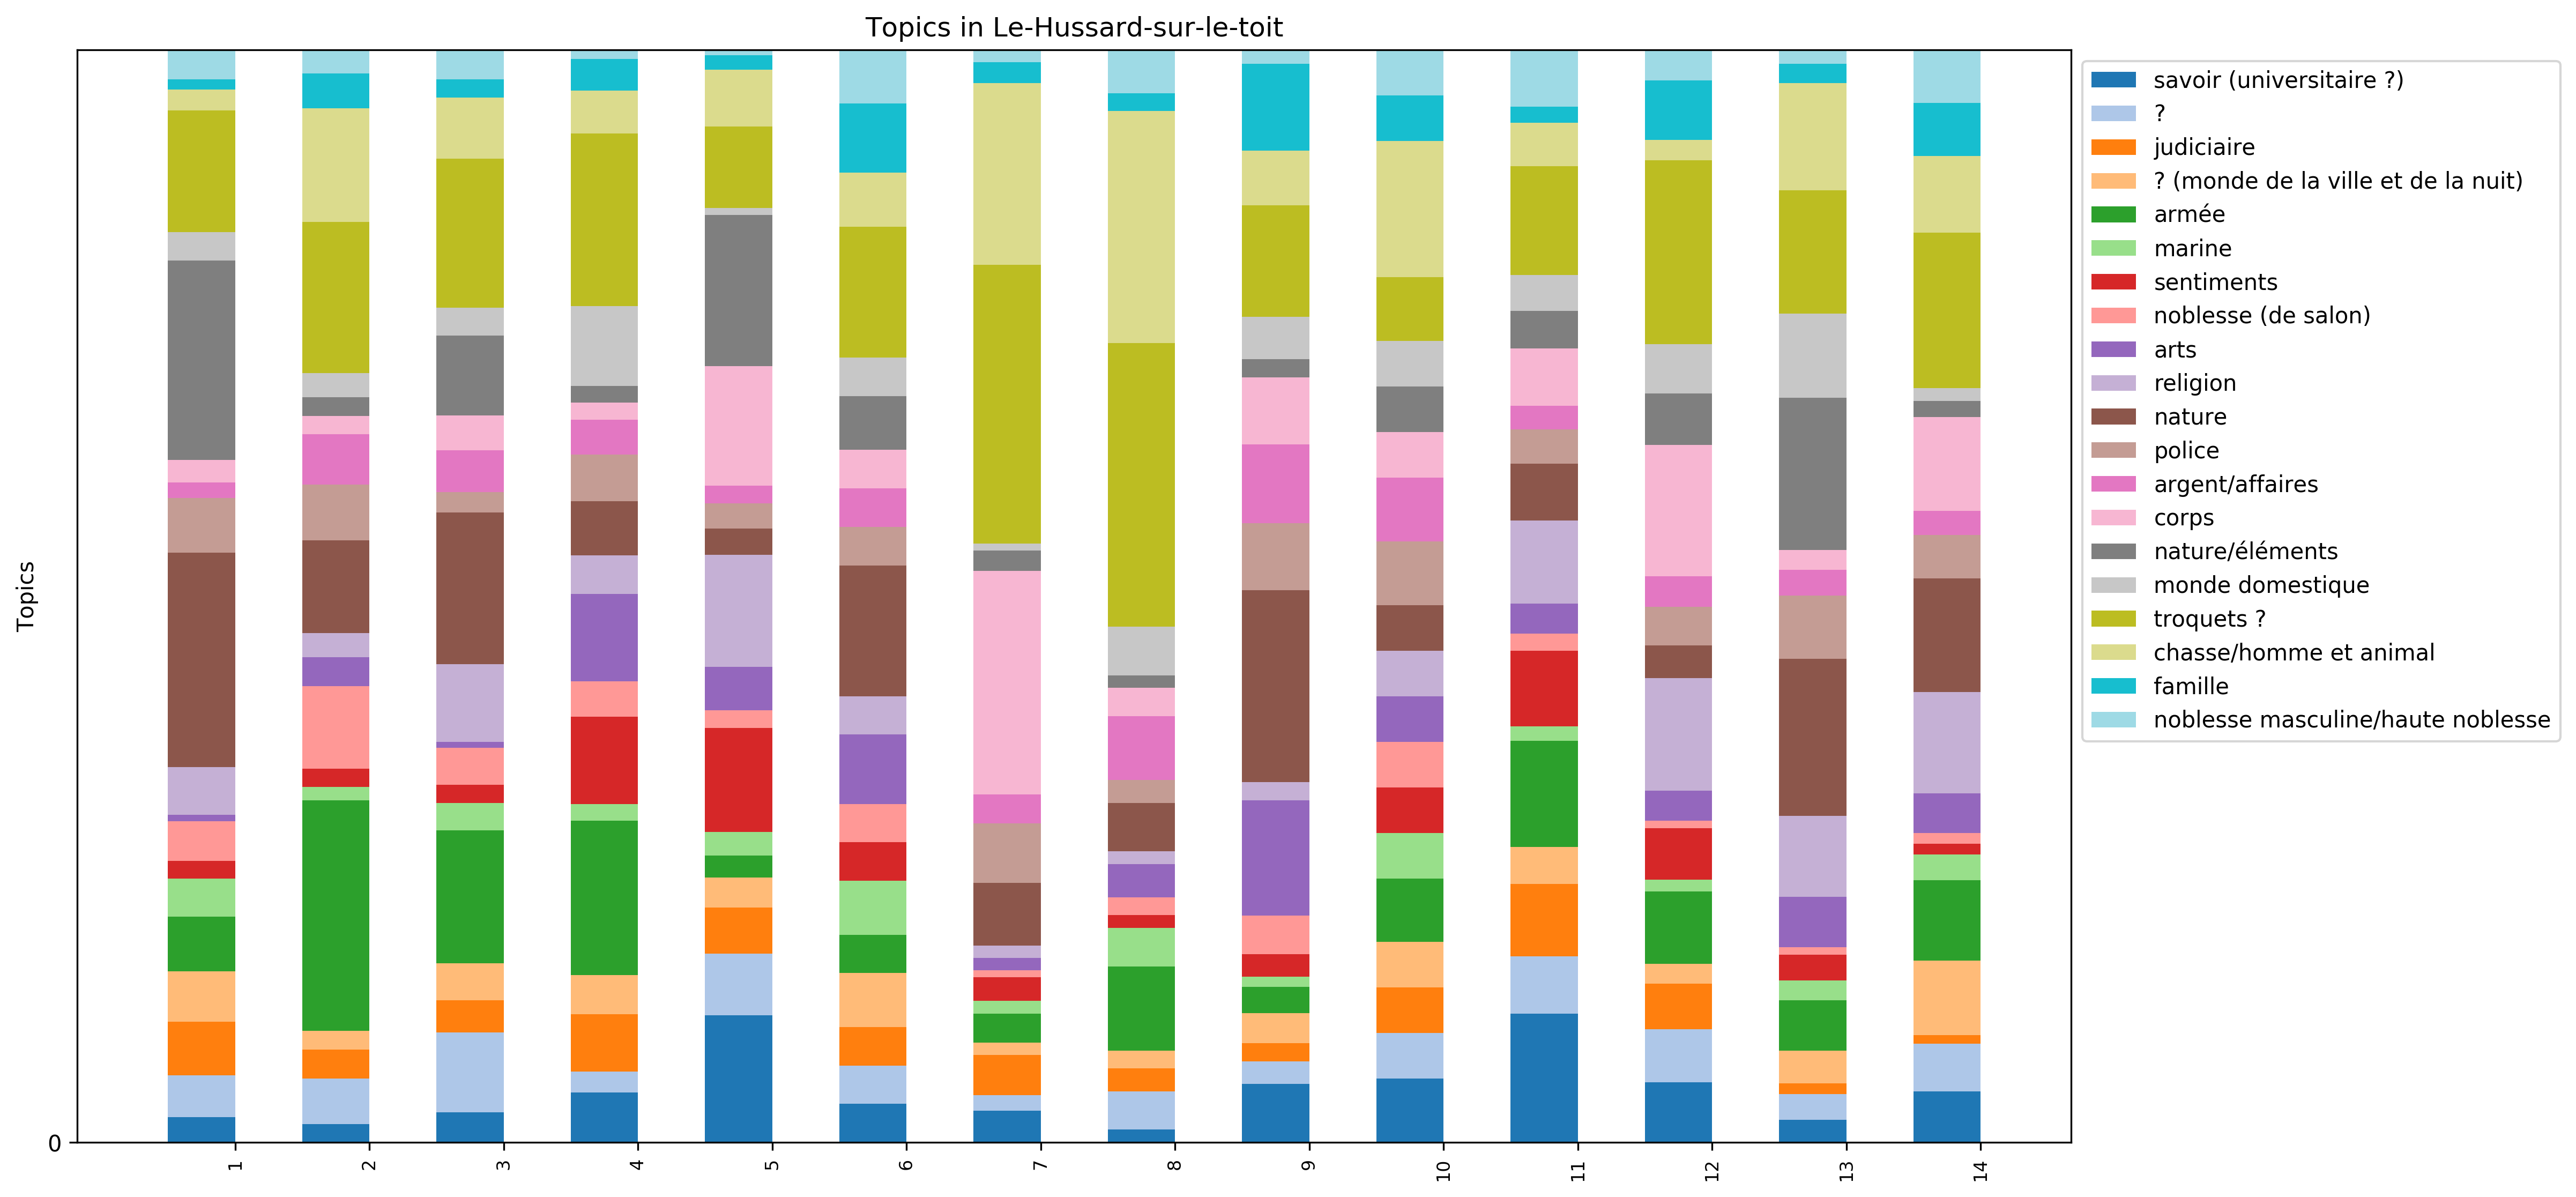 Topics in Le-Hussard-sur-le-toit
savoir (universitaire ?)
?
judiciaire
? (monde de la ville et de la nuit)
armée
marine
sentiments
noblesse (de salon)
arts
religion
nature
police
argent/affaires
corps
nature/éléments
monde domestique
troquets ?
chasse/homme et animal
famille
noblesse masculine/haute noblesse
Topics
0
1 2 3 4 5 6 7 8 9 10 11 12 13 14